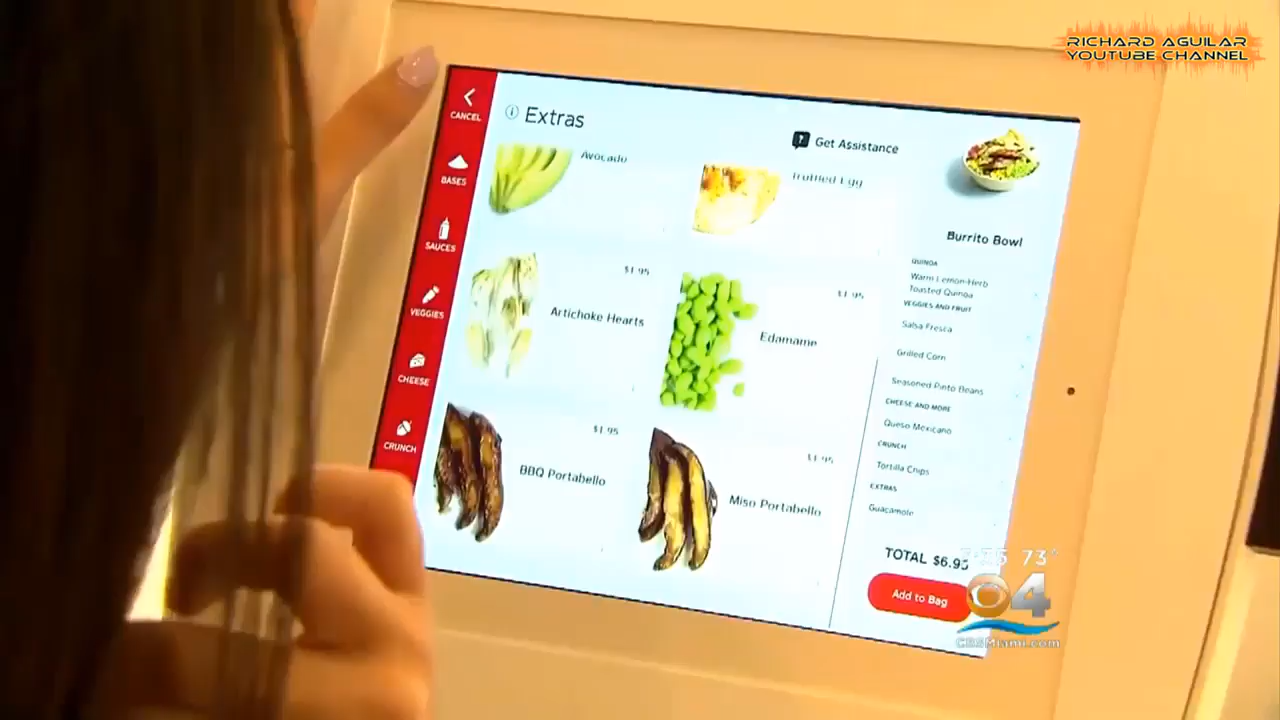 RICHARD AGUILAR
YOUTUBE CHANNEL
CANCEL
BASES
SAUCES
VEGGIES
CHEESE
CRUNCH
Extras
Get Assistance
Avocado
Truffled Egg
$1.95
Artichoke Hearts
$1.95
Edamame
$1.95
BBQ Portabello
$1.95
Miso Portabello
Burrito Bowl
QUINOA
Warm Lemon-Herb
Toasted Quinoa
VEGGIES AND FRUIT
Salsa Fresca
Grilled Corn
Seasoned Pinto Beans
CHEESE AND MORE
Queso Mexicano
CRUNCH
Tortilla Chips
EXTRAS
Guacamole
TOTAL $6.95
Add to Bag
73°
4
CBSMiami.com